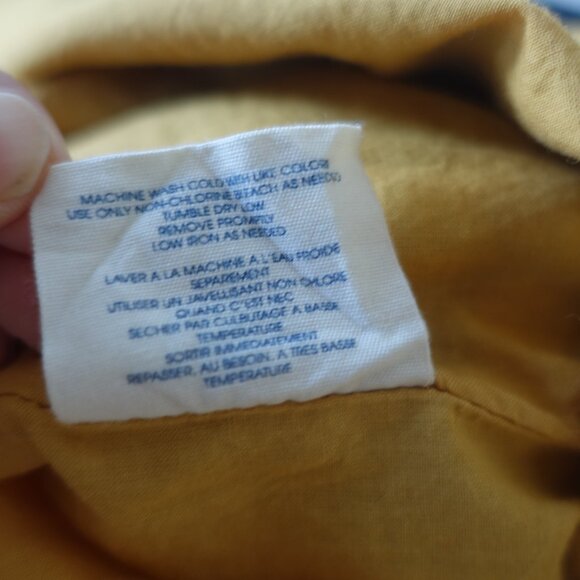 MACHINE WASH COLD WITH LIKE COLORI
USE ONLY NON-CHLORINE BLEACH AS NEEDED
TUMBLE DRY LOW
REMOVE PROMPTLY
LOW IRON AS NEEDED
LAVER A LA MACHINE A L'EAU FROIDE
SEPAREMENT
UTILISER UN JAVELLISANT NON CHLORE
QUAND C'EST NEC
SECHER PAR CULBUTAGE A BASSE
TEMPERATURE
SORTIR IMMEDIATEMENT
REPASSER, AU BESOIN, A TRES BASSE
TEMPERATURE